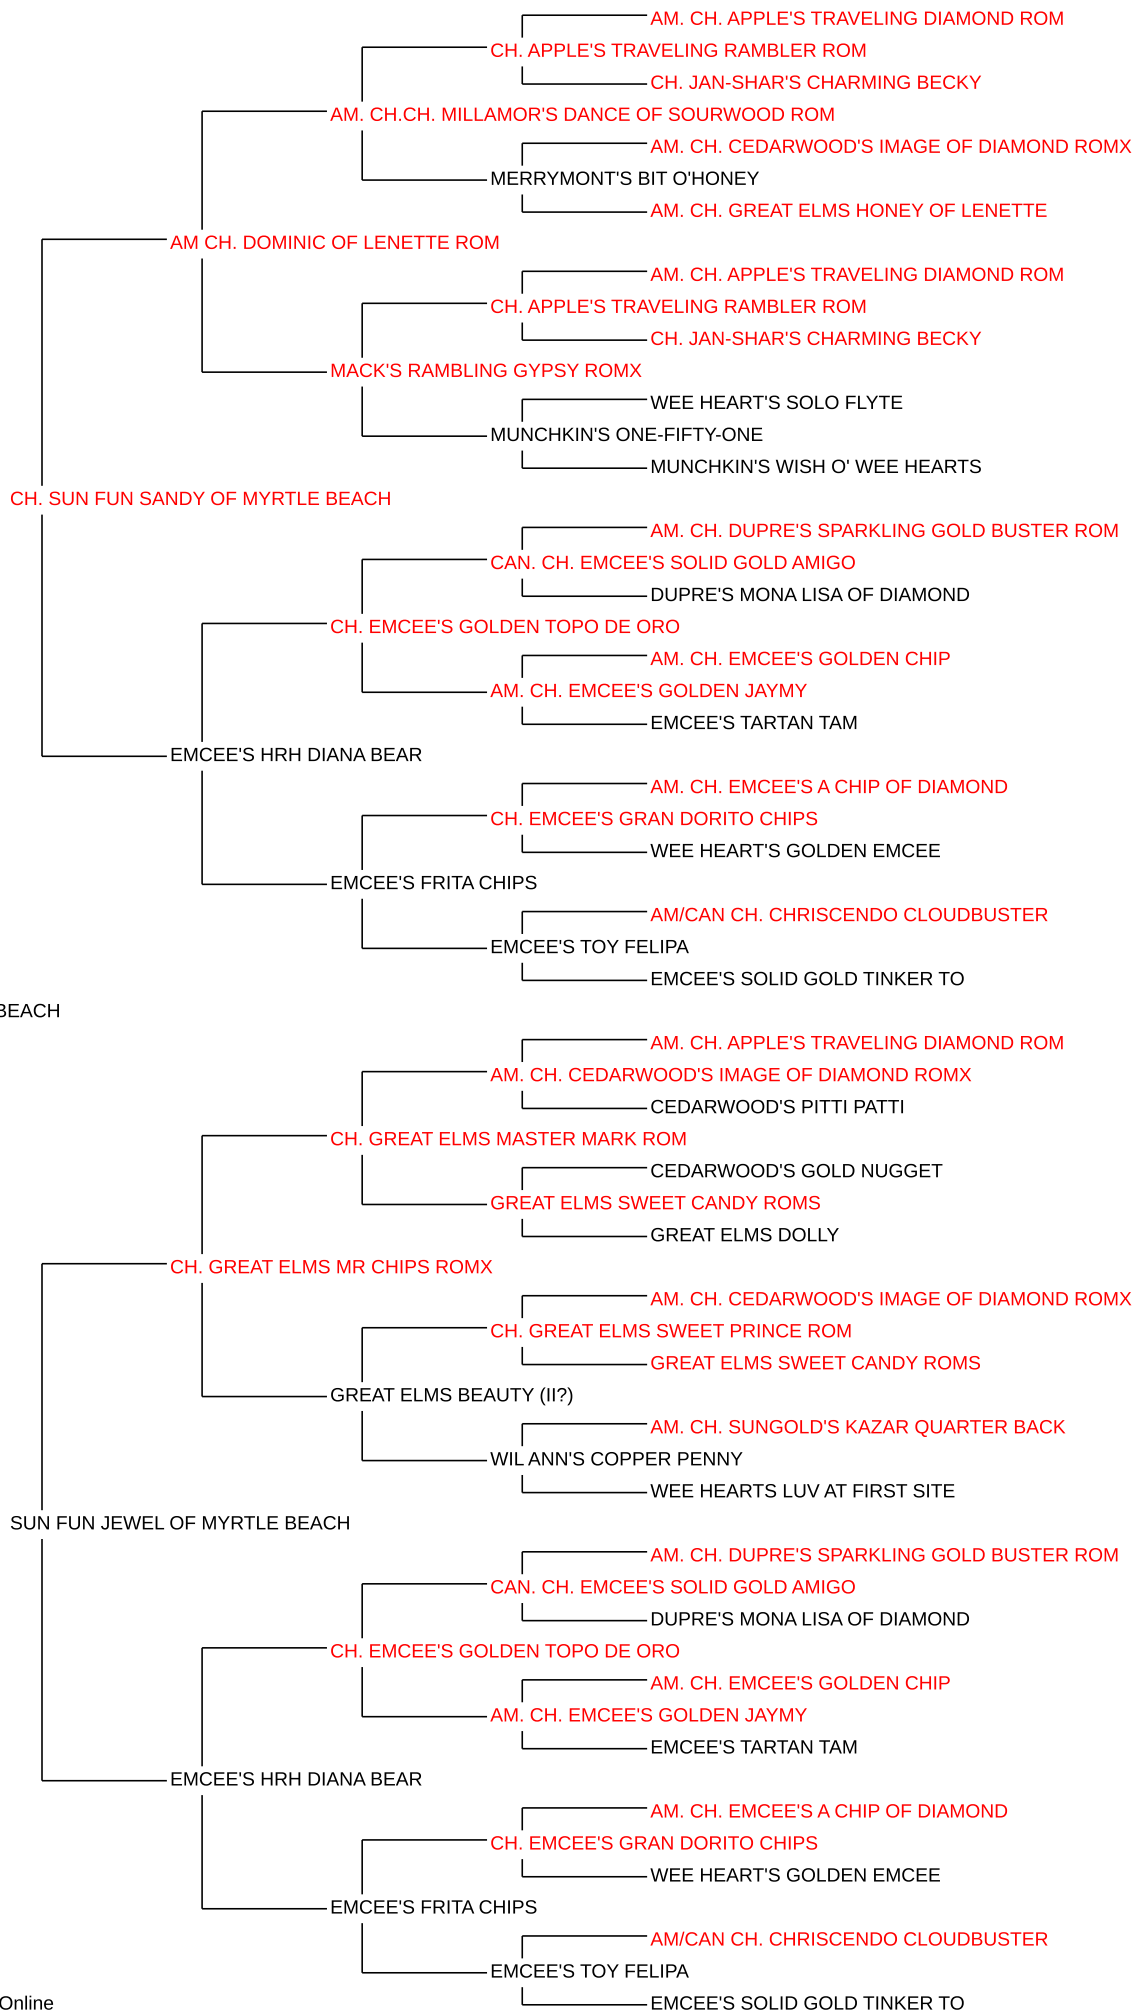 AM. CH. APPLE'S TRAVELING DIAMOND ROM
CH. APPLE'S TRAVELING RAMBLER ROM
CH. JAN-SHAR'S CHARMING BECKY
AM. CH.CH. MILLAMOR'S DANCE OF SOURWOOD ROM
AM. CH. CEDARWOOD'S IMAGE OF DIAMOND ROMX
MERRYMONT'S BIT O'HONEY
AM. CH. GREAT ELMS HONEY OF LENETTE
AM CH. DOMINIC OF LENETTE ROM
AM. CH. APPLE'S TRAVELING DIAMOND ROM
CH. APPLE'S TRAVELING RAMBLER ROM
CH. JAN-SHAR'S CHARMING BECKY
MACK'S RAMBLING GYPSY ROMX
WEE HEART'S SOLO FLYTE
MUNCHKIN'S ONE-FIFTY-ONE
MUNCHKIN'S WISH O' WEE HEARTS
CH. SUN FUN SANDY OF MYRTLE BEACH
AM. CH. DUPRE'S SPARKLING GOLD BUSTER ROM
CAN. CH. EMCEE'S SOLID GOLD AMIGO
DUPRE'S MONA LISA OF DIAMOND
CH. EMCEE'S GOLDEN TOPO DE ORO
AM. CH. EMCEE'S GOLDEN CHIP
AM. CH. EMCEE'S GOLDEN JAYMY
EMCEE'S TARTAN TAM
EMCEE'S HRH DIANA BEAR
AM. CH. EMCEE'S A CHIP OF DIAMOND
CH. EMCEE'S GRAN DORITO CHIPS
WEE HEART'S GOLDEN EMCEE
EMCEE'S FRITA CHIPS
AM/CAN CH. CHRISCENDO CLOUDBUSTER
EMCEE'S TOY FELIPA
EMCEE'S SOLID GOLD TINKER TO
BEACH
AM. CH. APPLE'S TRAVELING DIAMOND ROM
AM. CH. CEDARWOOD'S IMAGE OF DIAMOND ROMX
CEDARWOOD'S PITTI PATTI
CH. GREAT ELMS MASTER MARK ROM
CEDARWOOD'S GOLD NUGGET
GREAT ELMS SWEET CANDY ROMS
GREAT ELMS DOLLY
CH. GREAT ELMS MR CHIPS ROMX
AM. CH. CEDARWOOD'S IMAGE OF DIAMOND ROMX
CH. GREAT ELMS SWEET PRINCE ROM
GREAT ELMS SWEET CANDY ROMS
GREAT ELMS BEAUTY (II?)
AM. CH. SUNGOLD'S KAZAR QUARTER BACK
WIL ANN'S COPPER PENNY
WEE HEARTS LUV AT FIRST SITE
SUN FUN JEWEL OF MYRTLE BEACH
AM. CH. DUPRE'S SPARKLING GOLD BUSTER ROM
CAN. CH. EMCEE'S SOLID GOLD AMIGO
DUPRE'S MONA LISA OF DIAMOND
CH. EMCEE'S GOLDEN TOPO DE ORO
AM. CH. EMCEE'S GOLDEN CHIP
AM. CH. EMCEE'S GOLDEN JAYMY
EMCEE'S TARTAN TAM
EMCEE'S HRH DIANA BEAR
AM. CH. EMCEE'S A CHIP OF DIAMOND
CH. EMCEE'S GRAN DORITO CHIPS
WEE HEART'S GOLDEN EMCEE
EMCEE'S FRITA CHIPS
AM/CAN CH. CHRISCENDO CLOUDBUSTER
EMCEE'S TOY FELIPA
EMCEE'S SOLID GOLD TINKER TO
Online